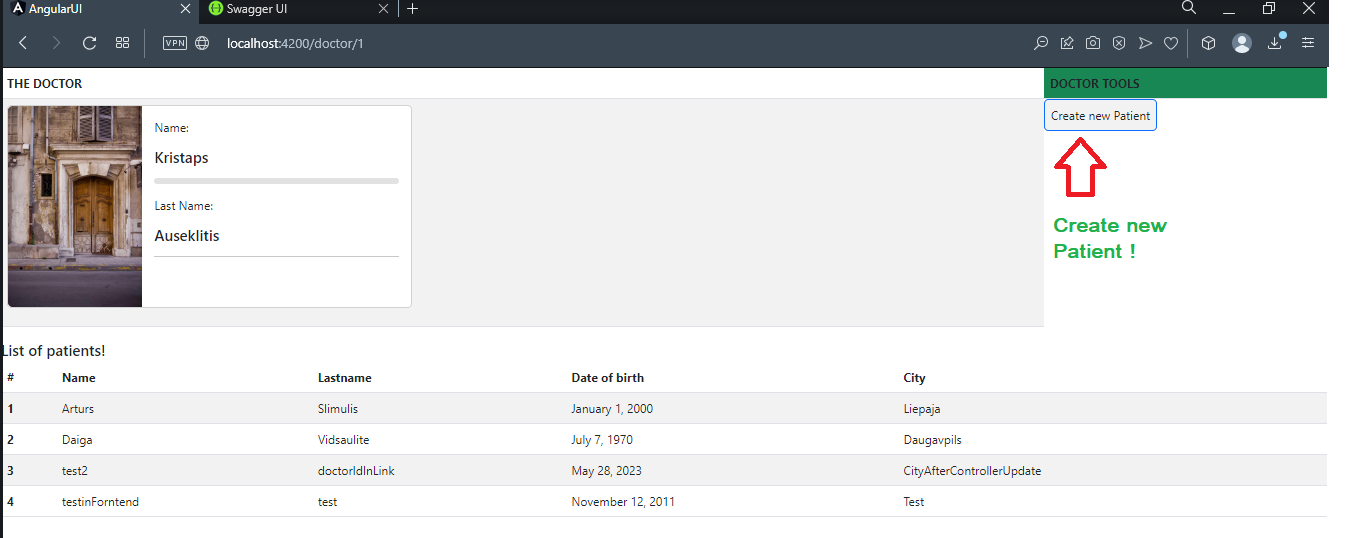 AngularUI
Swagger UI
VPN
localhost:4200/doctor/1
THE DOCTOR
DOCTOR TOOLS
Name:
Kristaps
Last Name:
Auseklitis
Create new Patient
Create new
Patient !
List of patients!
# Name Lastname Date of birth City
1 Arturs Slimulis January 1, 2000 Liepaja
2 Daiga Vidsaulite July 7, 1970 Daugavpils
3 test2 doctorIdInLink May 28, 2023 CityAfterControllerUpdate
4 testinForntend test November 12, 2011 Test